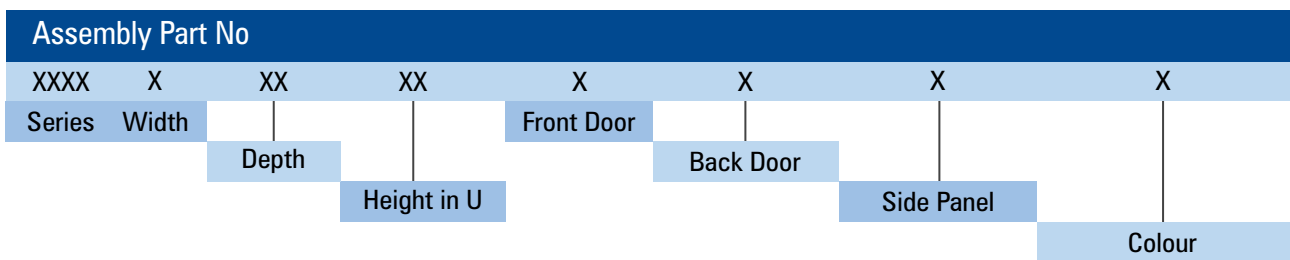 Assembly Part No
XXXX X XX XX X X X X
Series Width Front Door
Depth Back Door
Height in U Side Panel
Colour